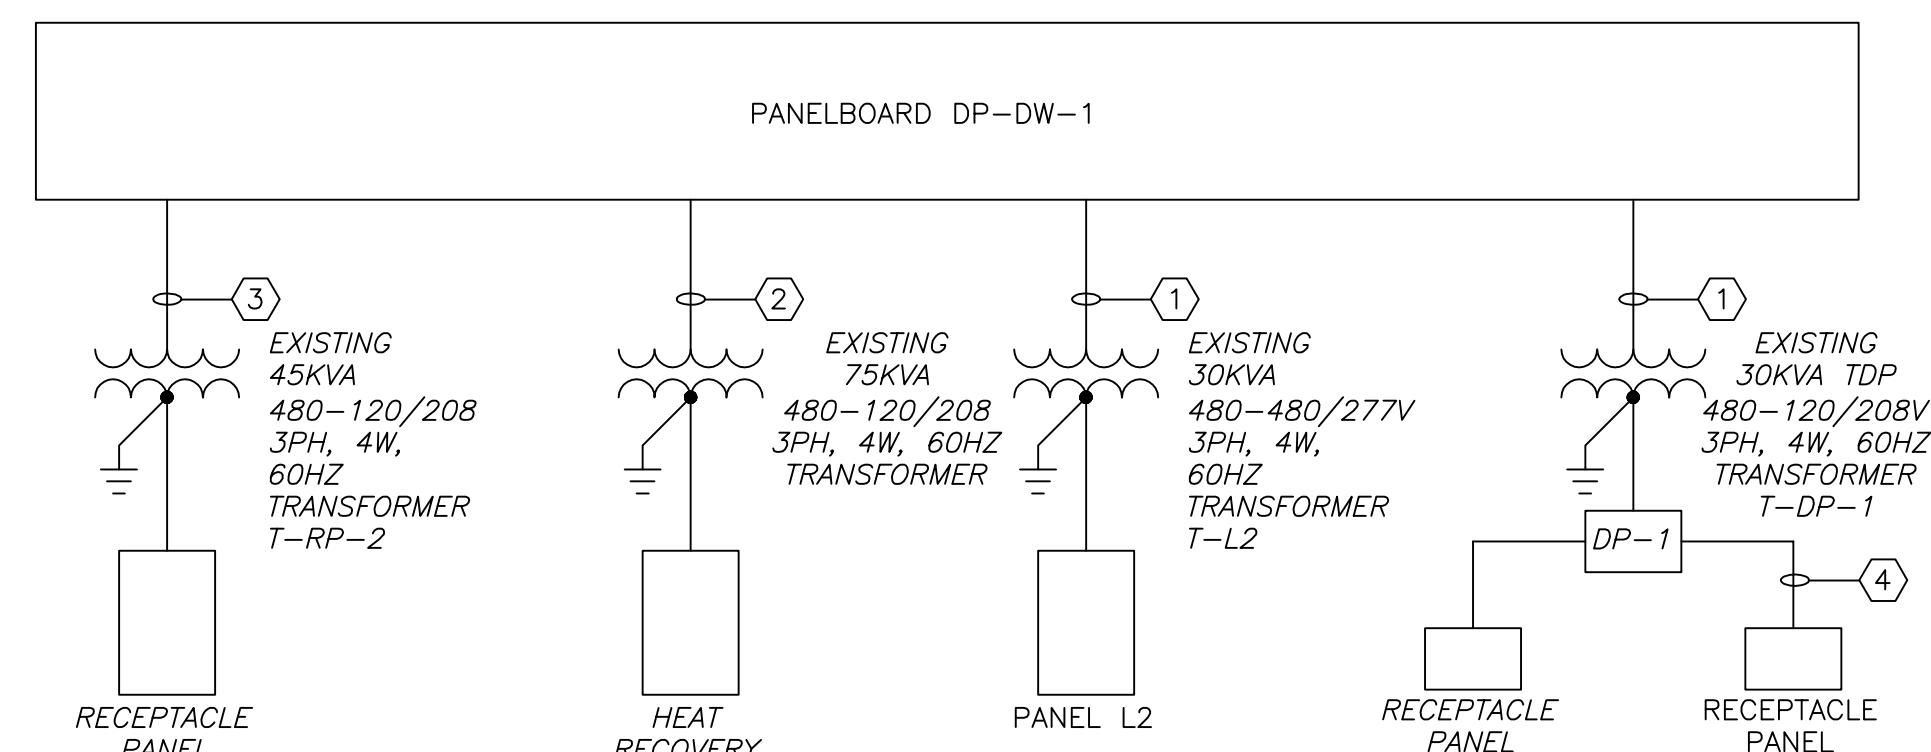 PANELBOARD DP-DW-1
3
EXISTING
45KVA
480-120/208
3PH, 4W,
60HZ
TRANSFORMER
T-RP-2
RECEPTACLE
PANEL
2
EXISTING
75KVA
480-120/208
3PH, 4W, 60HZ
TRANSFORMER
HEAT
RECOVERY
1
EXISTING
30KVA
480-480/277V
3PH, 4W,
60HZ
TRANSFORMER
T-L2
PANEL L2
1
EXISTING
30KVA TDP
480-120/208V
3PH, 4W, 60HZ
TRANSFORMER
T-DP-1
DP-1
4
RECEPTACLE
PANEL
RECEPTACLE
PANEL